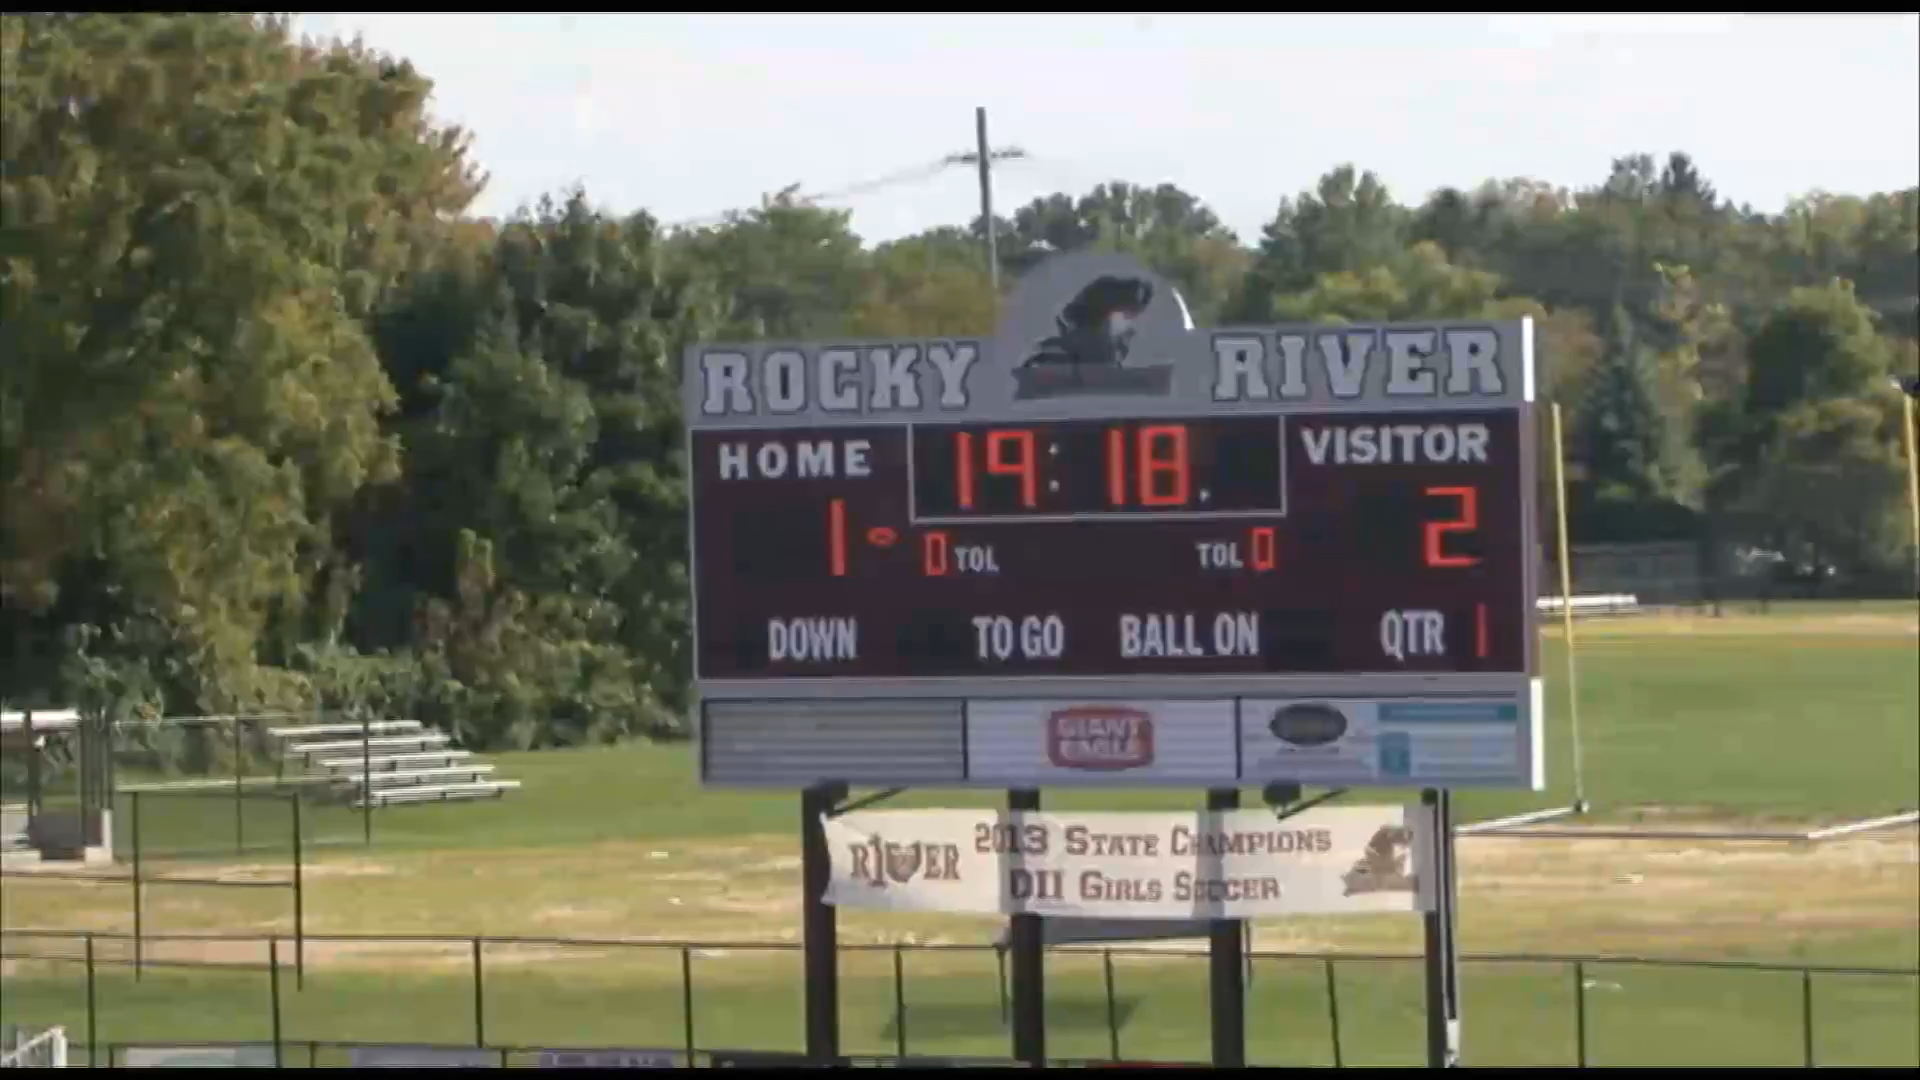 ROCKY RIVER
HOME 19:18 VISITOR
1 0 TOL TOL 0 2
DOWN TO GO BALL ON QTR 1
GIANT EAGLE
R1VER 2013 STATE CHAMPIONS
DII GIRLS SOCCER